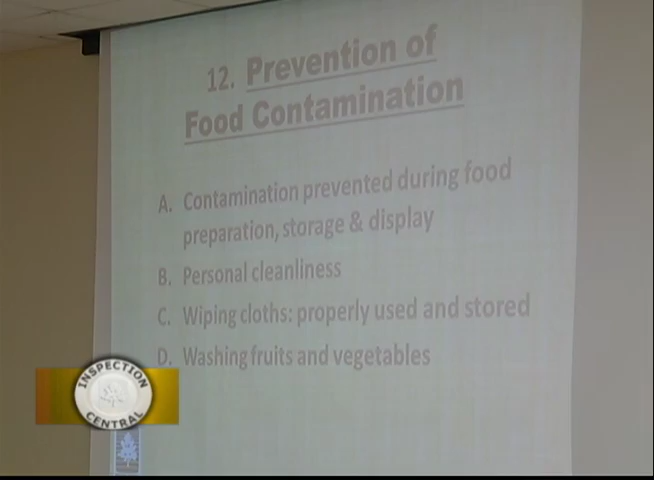 12. Prevention of
Food Contamination
A. Contamination prevented during food
preparation, storage & display
B. Personal cleanliness
C. Wiping cloths: properly used and stored
D. Washing fruits and vegetables
INSPECTION
CENTRAL